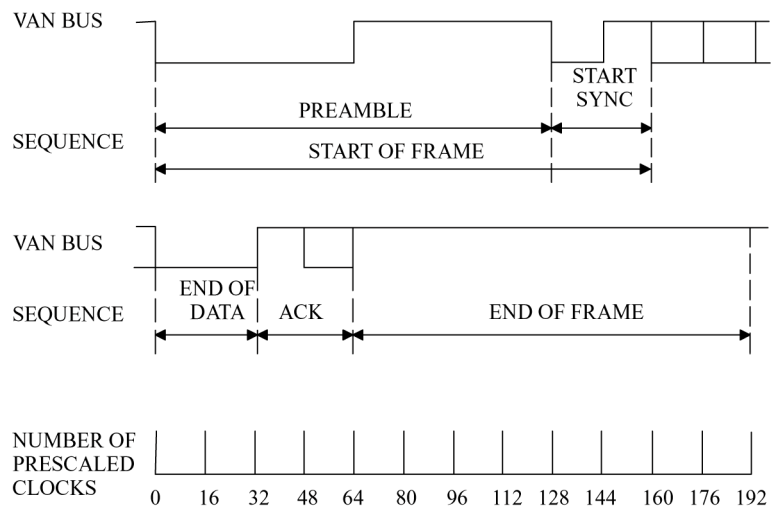 VAN BUS
START
SYNC
PREAMBLE
SEQUENCE
START OF FRAME
VAN BUS
END OF
DATA
ACK
END OF FRAME
SEQUENCE
NUMBER OF
PRESCALED
CLOCKS
0 16 32 48 64 80 96 112 128 144 160 176 192